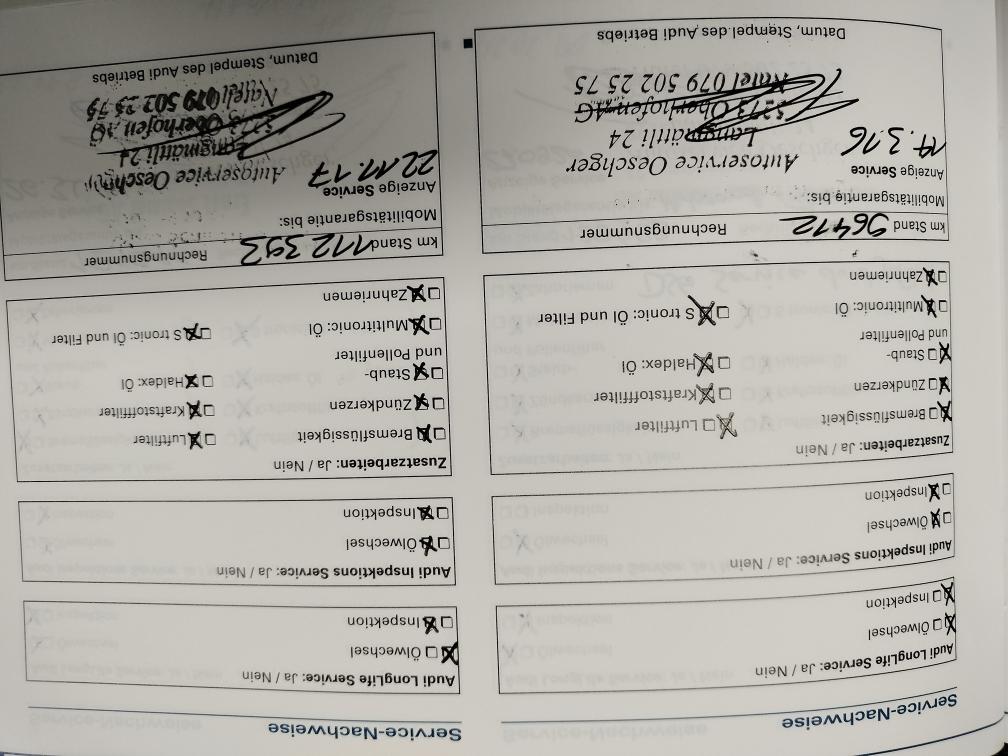 Service-Nachweise
Audi LongLife Service: Ja / Nein
Ölwechsel
Inspektion
Audi Inspektions Service: Ja / Nein
Ölwechsel
Inspektion
Zusatzarbeiten: Ja / Nein
Bremsflüssigkeit Luftfilter
Zündkerzen Kraftstofffilter
Staub- Haldex: Öl
und Pollenfilter
Multitronic: Öl S tronic: Öl und Filter
Zahnriemen
km Stand 96412 Rechnungsnummer
Mobilitätsgarantie bis:
Anzeige Service
Autoservice Oeschger
Langmättli 24
5273 Oberhofen AG
Natel 079 502 25 75
Datum, Stempel des Audi Betriebs
Service-Nachweise
Audi LongLife Service: Ja / Nein
Ölwechsel
Inspektion
Audi Inspektions Service: Ja / Nein
Ölwechsel
Inspektion
Zusatzarbeiten: Ja / Nein
Bremsflüssigkeit Luftfilter
Zündkerzen Kraftstofffilter
Staub- Haldex: Öl
und Pollenfilter
Multitronic: Öl S tronic: Öl und Filter
Zahnriemen
km Stand 112 393 Rechnungsnummer
Mobilitätsgarantie bis:
Anzeige Service
22.11.17
Autoservice Oeschger
Langmättli 24
5273 Oberhofen AG
Natel 079 502 25 75
Datum, Stempel des Audi Betriebs